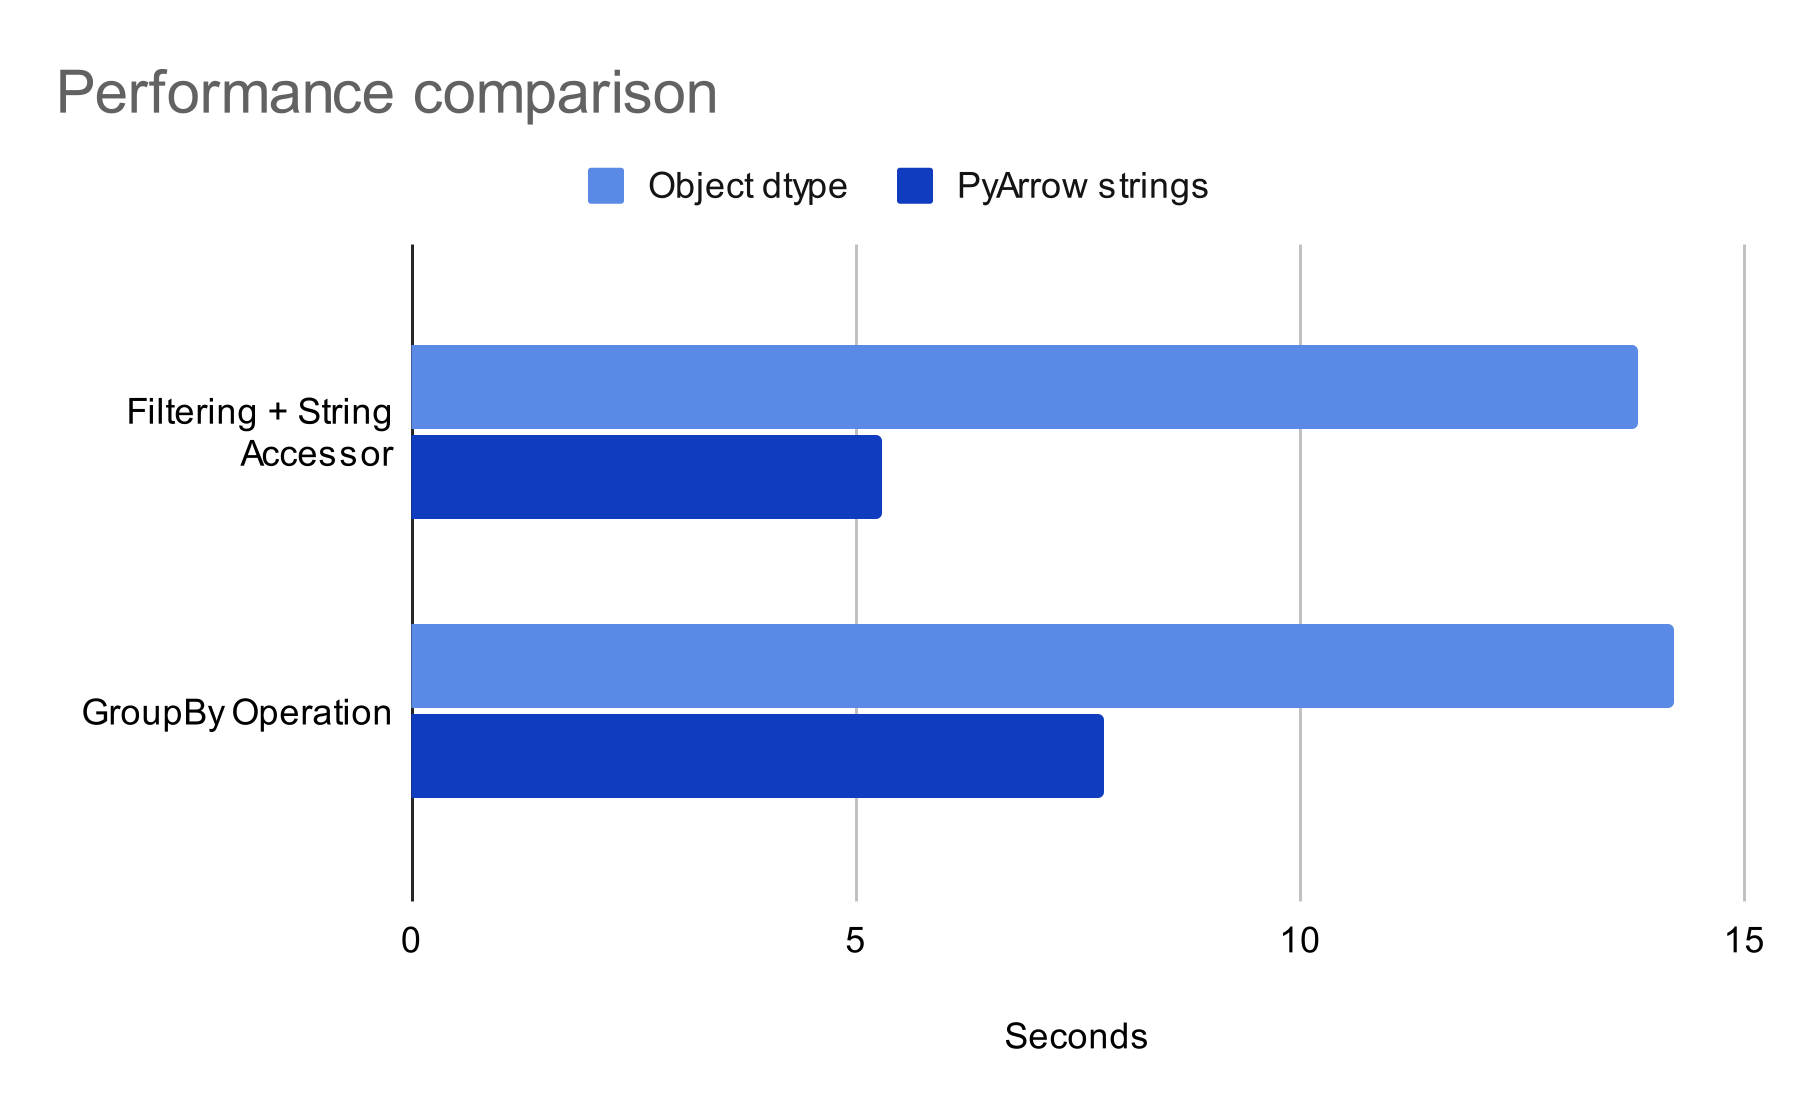 Performance comparison
Object dtype
PyArrow strings
Filtering + String
Accessor
GroupBy Operation
0
5
10
15
Seconds